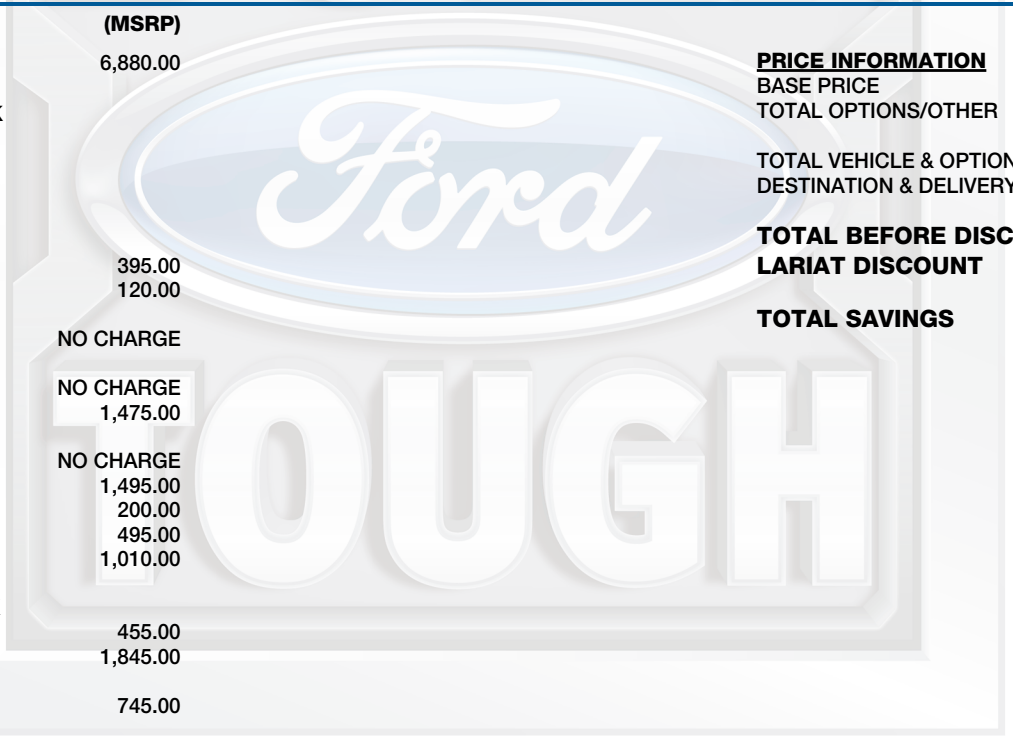 (MSRP)
6,880.00
395.00
120.00
NO CHARGE
NO CHARGE
1,475.00
NO CHARGE
1,495.00
200.00
495.00
1,010.00
455.00
1,845.00
745.00
PRICE INFORMATION
BASE PRICE
TOTAL OPTIONS/OTHER
TOTAL VEHICLE & OPTION
DESTINATION & DELIVERY
TOTAL BEFORE DISC
LARIAT DISCOUNT
TOTAL SAVINGS
Ford
TOUGH